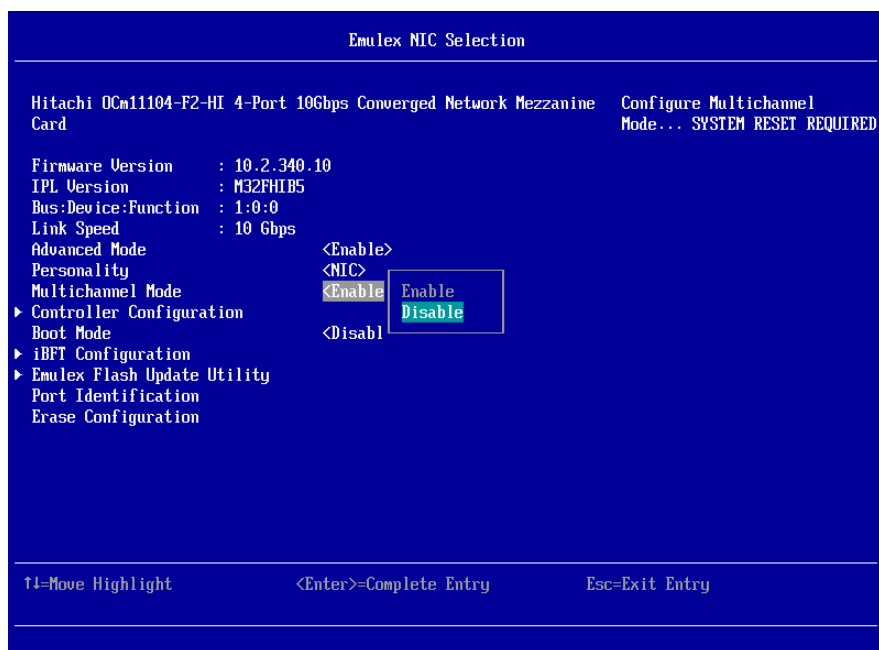 Emulex NIC Selection
Hitachi OCm11104-F2-HI 4-Port 10Gbps Converged Network Mezzanine
Card
Configure Multichannel
Mode... SYSTEM RESET REQUIRED
Firmware Version : 10.2.340.10
IPL Version : M32FHIB5
Bus:Device:Function : 1:0:0
Link Speed : 10 Gbps
Advanced Mode <Enable>
Personality <NIC>
Multichannel Mode <Enable
Enable
Disable
Controller Configuration
Boot Mode <Disabl
iBFT Configuration
Emulex Flash Update Utility
Port Identification
Erase Configuration
↑↓=Move Highlight <Enter>=Complete Entry Esc=Exit Entry